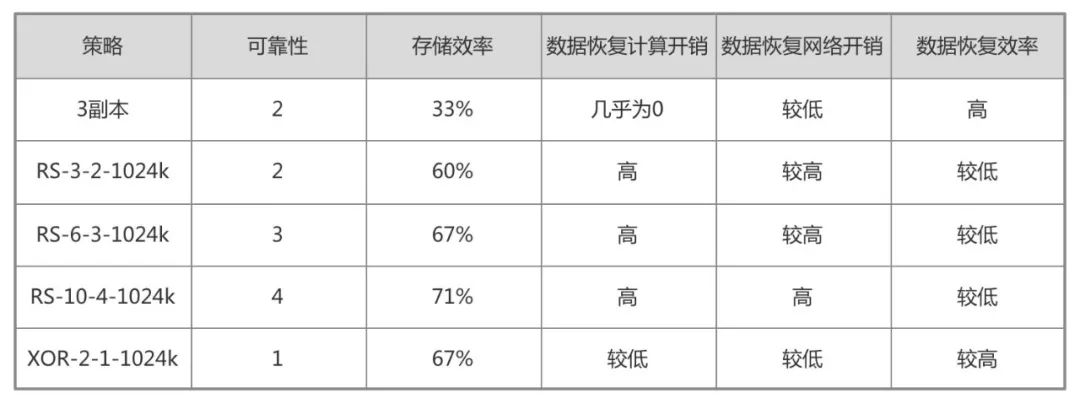 策略 可靠性 存储效率 数据恢复计算开销 数据恢复网络开销 数据恢复效率
3副本 2 33% 几乎为0 较低 高
RS-3-2-1024k 2 60% 高 较高 较低
RS-6-3-1024k 3 67% 高 较高 较低
RS-10-4-1024k 4 71% 高 高 较低
XOR-2-1-1024k 1 67% 较低 较低 较高